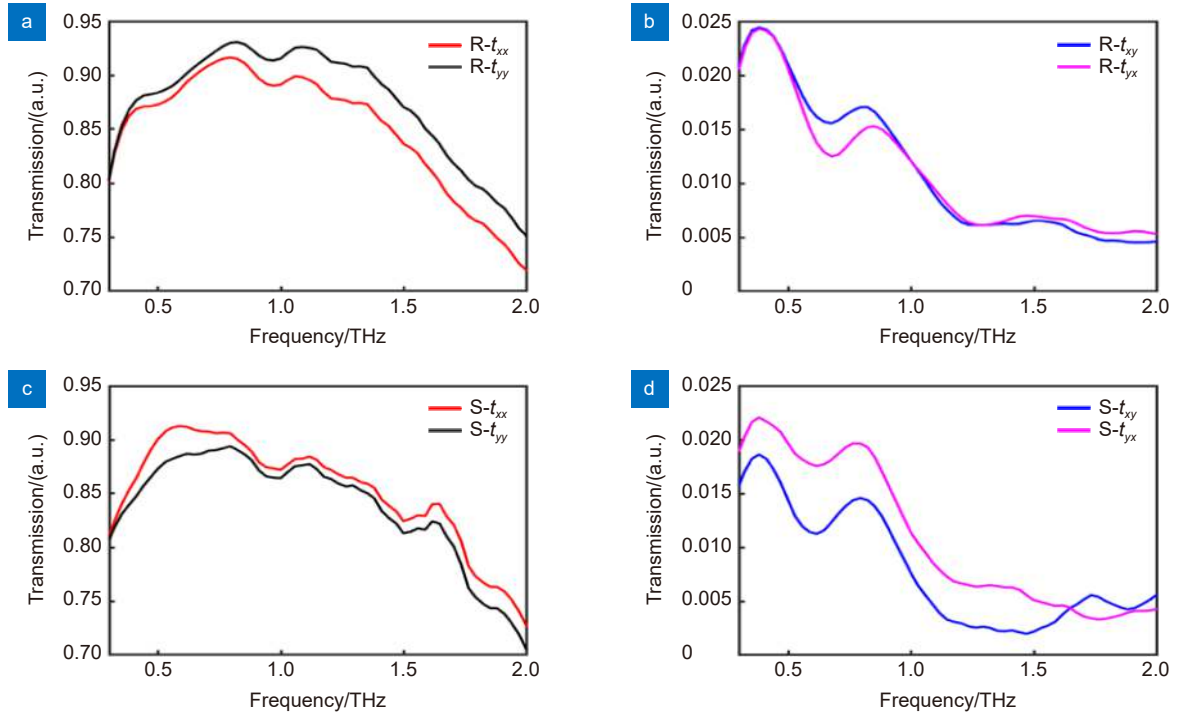 a
0.95
0.90
0.85
0.80
0.75
0.70
Transmission/(a.u.)
R-txx
R-tyy
0.5
1.0
1.5
2.0
Frequency/THz
b
0.025
0.020
0.015
0.010
0.005
0
Transmission/(a.u.)
R-txy
R-tyx
0.5
1.0
1.5
2.0
Frequency/THz
c
0.95
0.90
0.85
0.80
0.75
0.70
Transmission/(a.u.)
S-txx
S-tyy
0.5
1.0
1.5
2.0
Frequency/THz
d
0.025
0.020
0.015
0.010
0.005
0
Transmission/(a.u.)
S-txy
S-tyx
0.5
1.0
1.5
2.0
Frequency/THz